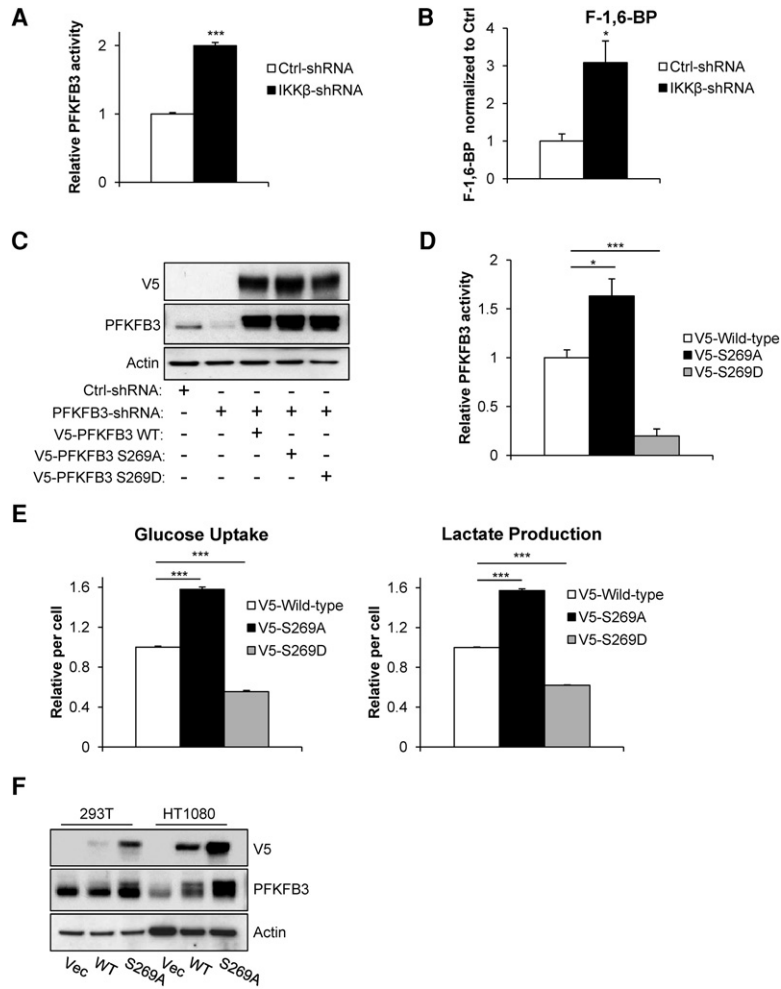 A
Relative PFKFB3 activity
2
1
0
***
Ctrl-shRNA
IKKβ-shRNA
B
F-1,6-BP
F-1,6-BP normalized to Ctrl
5
4
3
2
1
0
*
Ctrl-shRNA
IKKβ-shRNA
C
V5
PFKFB3
Actin
Ctrl-shRNA: + - - - -
PFKFB3-shRNA: - + + + +
V5-PFKFB3 WT: - - + - -
V5-PFKFB3 S269A: - - - + -
V5-PFKFB3 S269D: - - - - +
D
Relative PFKFB3 activity
2
1.5
1
0.5
0
***
*
V5-Wild-type
V5-S269A
V5-S269D
E
Glucose Uptake
Relative per cell
1.6
1.2
0.8
0.4
0
***
***
V5-Wild-type
V5-S269A
V5-S269D
Lactate Production
Relative per cell
1.6
1.2
0.8
0.4
0
***
***
V5-Wild-type
V5-S269A
V5-S269D
F
293T HT1080
V5
PFKFB3
Actin
Vec WT S269A Vec WT S269A